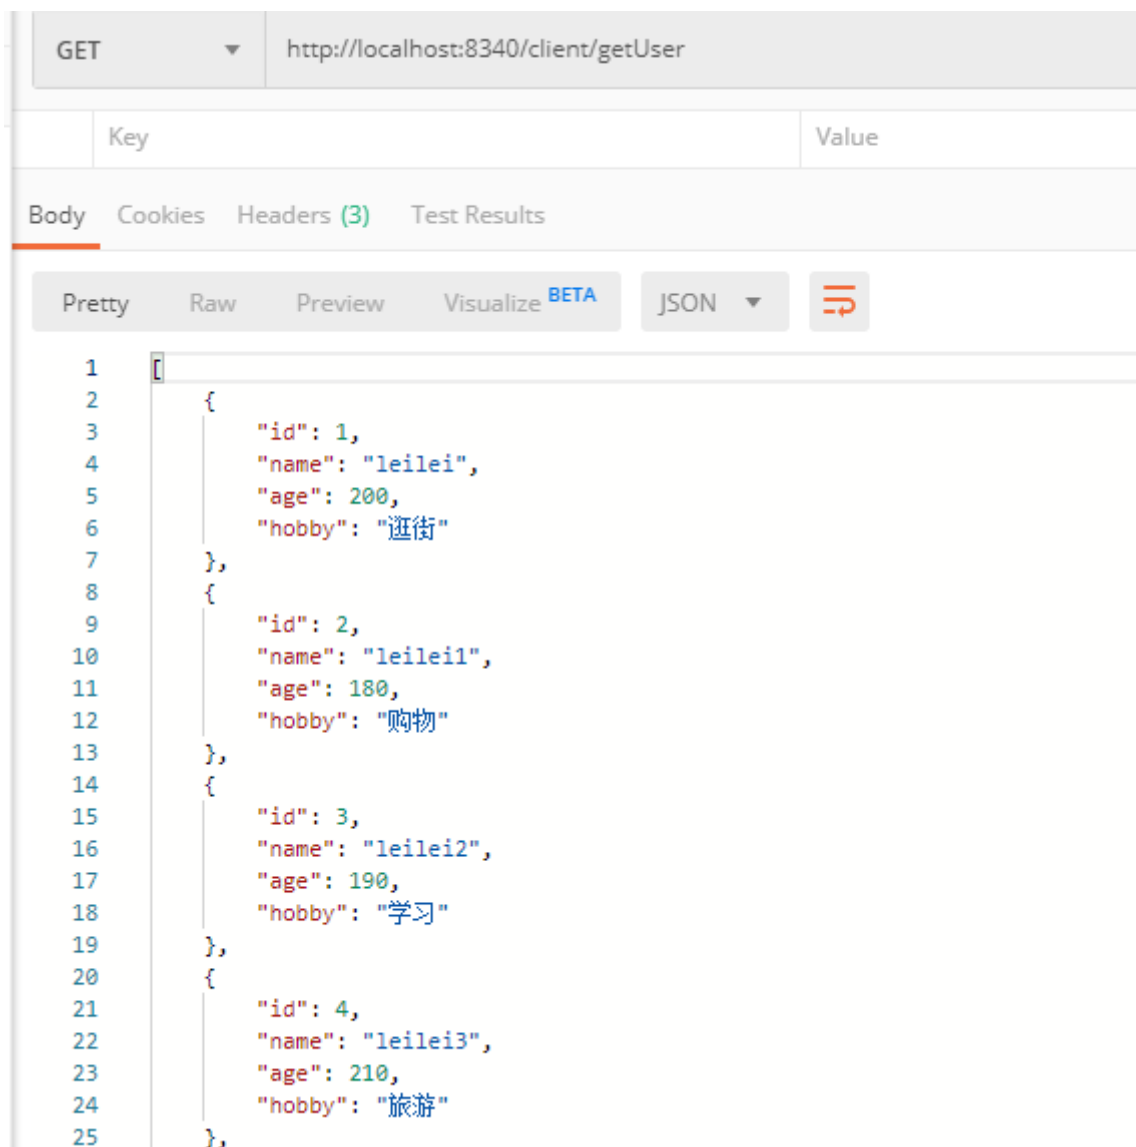 GET http://localhost:8340/client/getUser
Key Value
Body Cookies Headers (3) Test Results
Pretty Raw Preview Visualize BETA JSON
1 [
2 {
3 "id": 1,
4 "name": "leilei",
5 "age": 200,
6 "hobby": "逛街"
7 },
8 {
9 "id": 2,
10 "name": "leilei1",
11 "age": 180,
12 "hobby": "购物"
13 },
14 {
15 "id": 3,
16 "name": "leilei2",
17 "age": 190,
18 "hobby": "学习"
19 },
20 {
21 "id": 4,
22 "name": "leilei3",
23 "age": 210,
24 "hobby": "旅游"
25 },